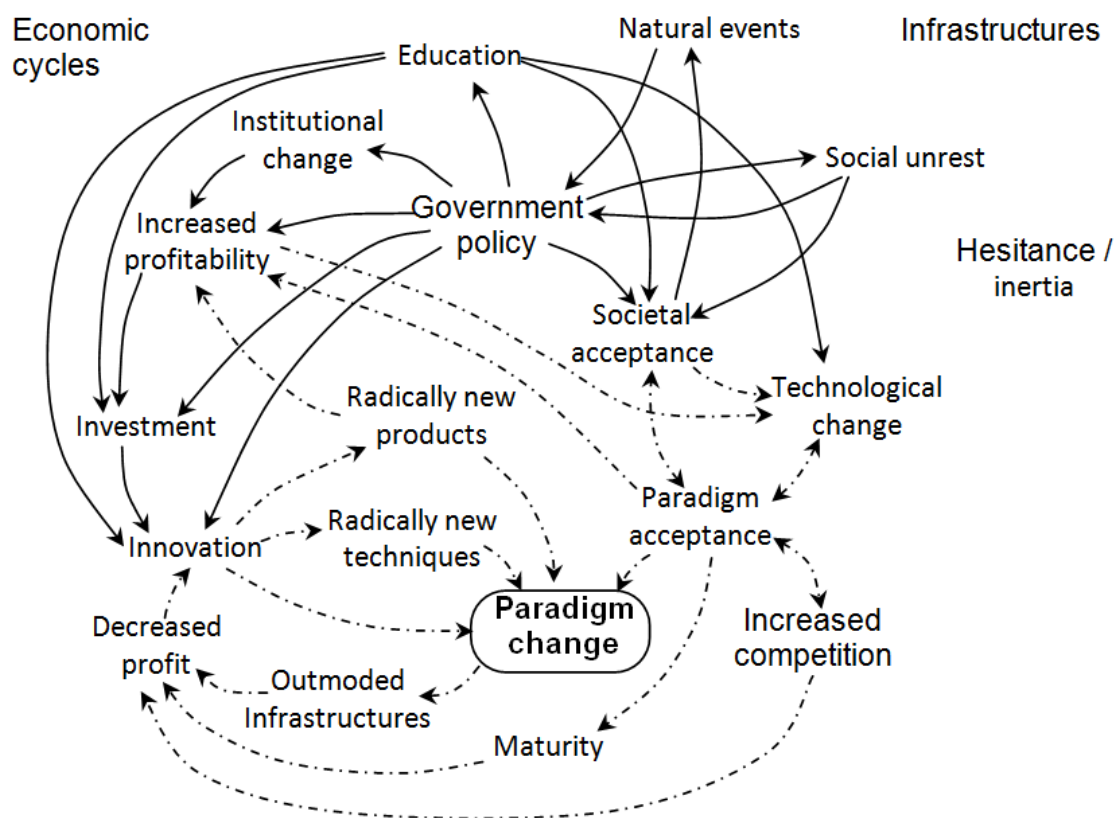 Economic
cycles
Education
Natural events
Infrastructures
Institutional
change
Social unrest
Government
policy
Increased
profitability
Hesitance /
inertia
Societal
acceptance
Technological
change
Investment
Radically new
products
Paradigm
acceptance
Radically new
techniques
Innovation
Paradigm
change
Increased
competition
Decreased
profit
Outmoded
Infrastructures
Maturity